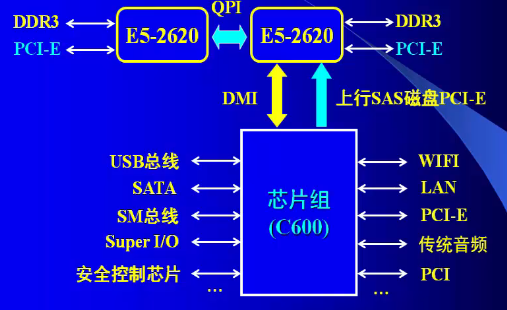 QPI
DDR3
E5-2620
E5-2620
DDR3
PCI-E
PCI-E
DMI
上行SAS磁盘PCI-E
USB总线
WIFI
SATA
芯片组
LAN
SM总线
(C600)
PCI-E
Super I/O
传统音频
安全控制芯片
PCI
…
…